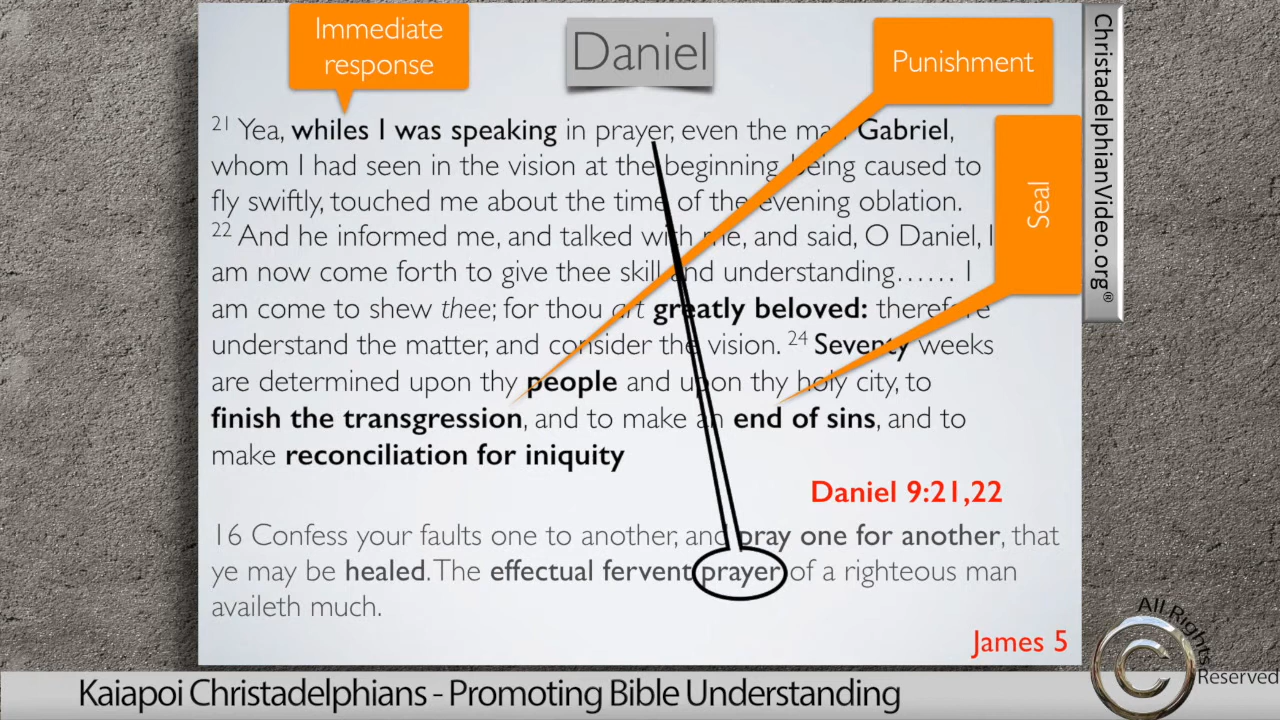 Immediate
response
Daniel
Punishment
Seal
21 Yea, whiles I was speaking in prayer, even the man Gabriel,
whom I had seen in the vision at the beginning, being caused to
fly swiftly, touched me about the time of the evening oblation.
22 And he informed me, and talked with me, and said, O Daniel, I
am now come forth to give thee skill and understanding…… I
am come to shew thee; for thou art greatly beloved: therefore
understand the matter, and consider the vision. 24 Seventy weeks
are determined upon thy people and upon thy holy city, to
finish the transgression, and to make an end of sins, and to
make reconciliation for iniquity
Daniel 9:21,22
16 Confess your faults one to another, and pray one for another, that
ye may be healed. The effectual fervent prayer of a righteous man
availeth much.
James 5
ChristadelphianVideo.org®
All Rights
C
Reserved
Kaiapoi Christadelphians - Promoting Bible Understanding